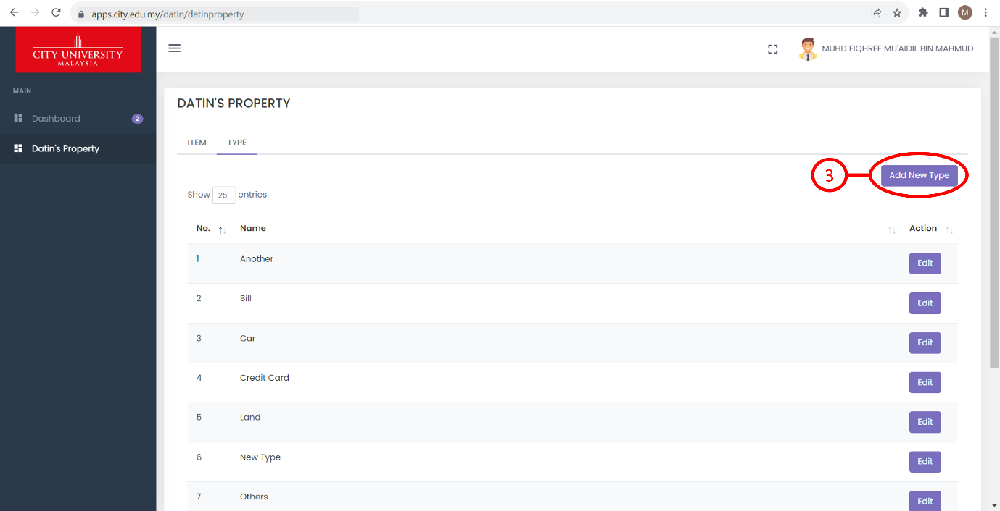 apps.city.edu.my/datin/datinproperty
M
CITY UNIVERSITY
MALAYSIA
MUHD FIQHREE MU'AIDIL BIN MAHMUD
MAIN
Dashboard 2
Datin's Property
DATIN'S PROPERTY
ITEM TYPE
3 Add New Type
Show 25 entries
No. Name Action
1 Another Edit
2 Bill Edit
3 Car Edit
4 Credit Card Edit
5 Land Edit
6 New Type Edit
7 Others Edit